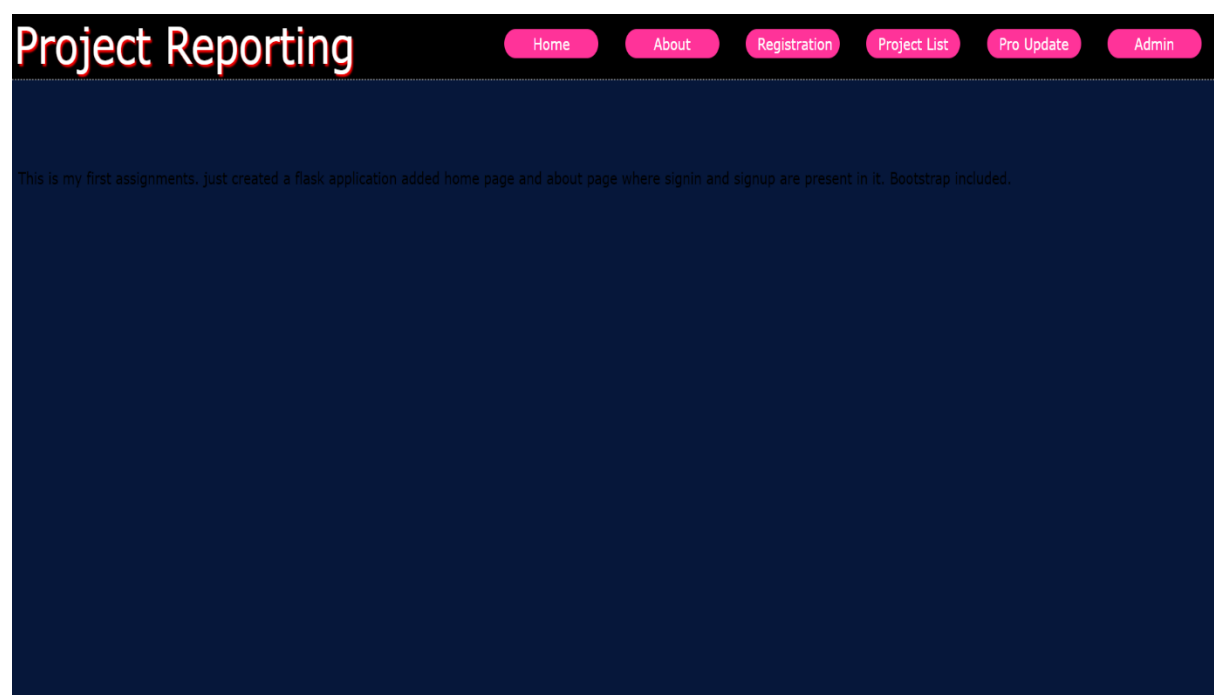 Project Reporting
Home About Registration Project List Pro Update Admin
This is my first assignments. just created a flask application added home page and about page where signin and signup are present in it. Bootstrap included.